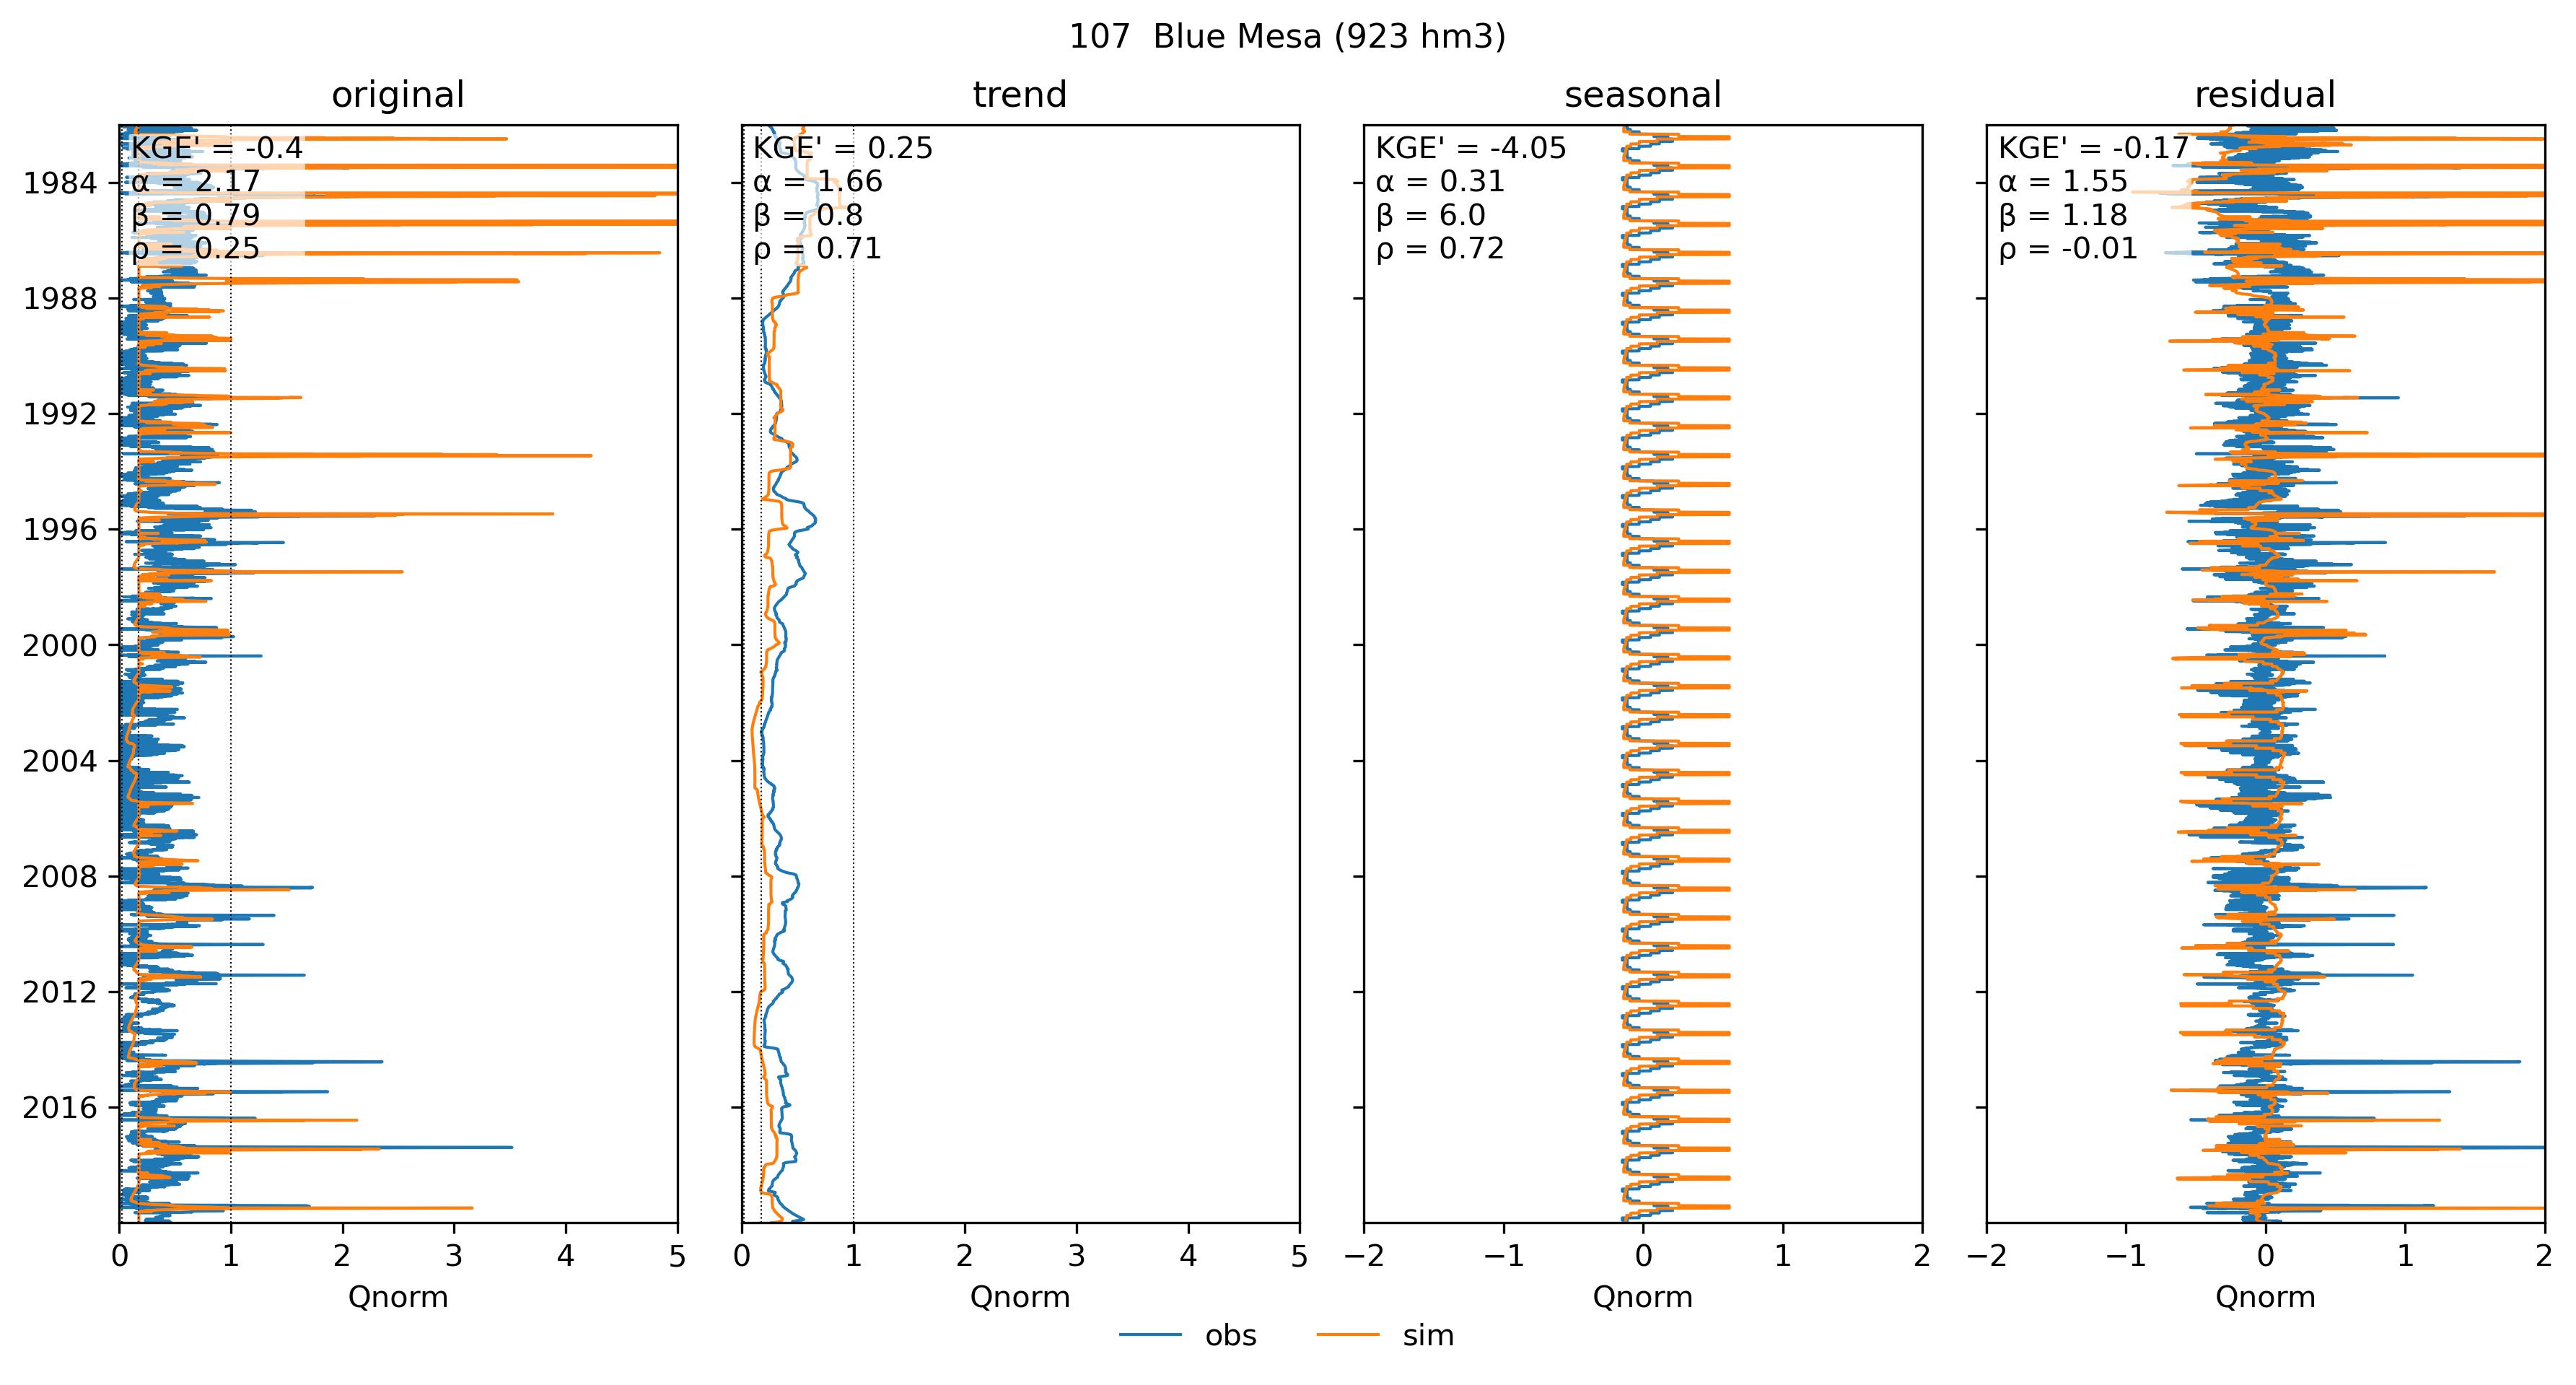 107  Blue Mesa (923 hm3)
original
trend
seasonal
residual
KGE' = -0.4
α = 2.17
β = 0.79
ρ = 0.25
KGE' = 0.25
α = 1.66
β = 0.8
ρ = 0.71
KGE' = -4.05
α = 0.31
β = 6.0
ρ = 0.72
KGE' = -0.17
α = 1.55
β = 1.18
ρ = -0.01
1984
1988
1992
1996
2000
2004
2008
2012
2016
0 1 2 3 4 5
0 1 2 3 4 5
−2 −1 0 1 2
−2 −1 0 1 2
Qnorm
Qnorm
Qnorm
Qnorm
obs
sim